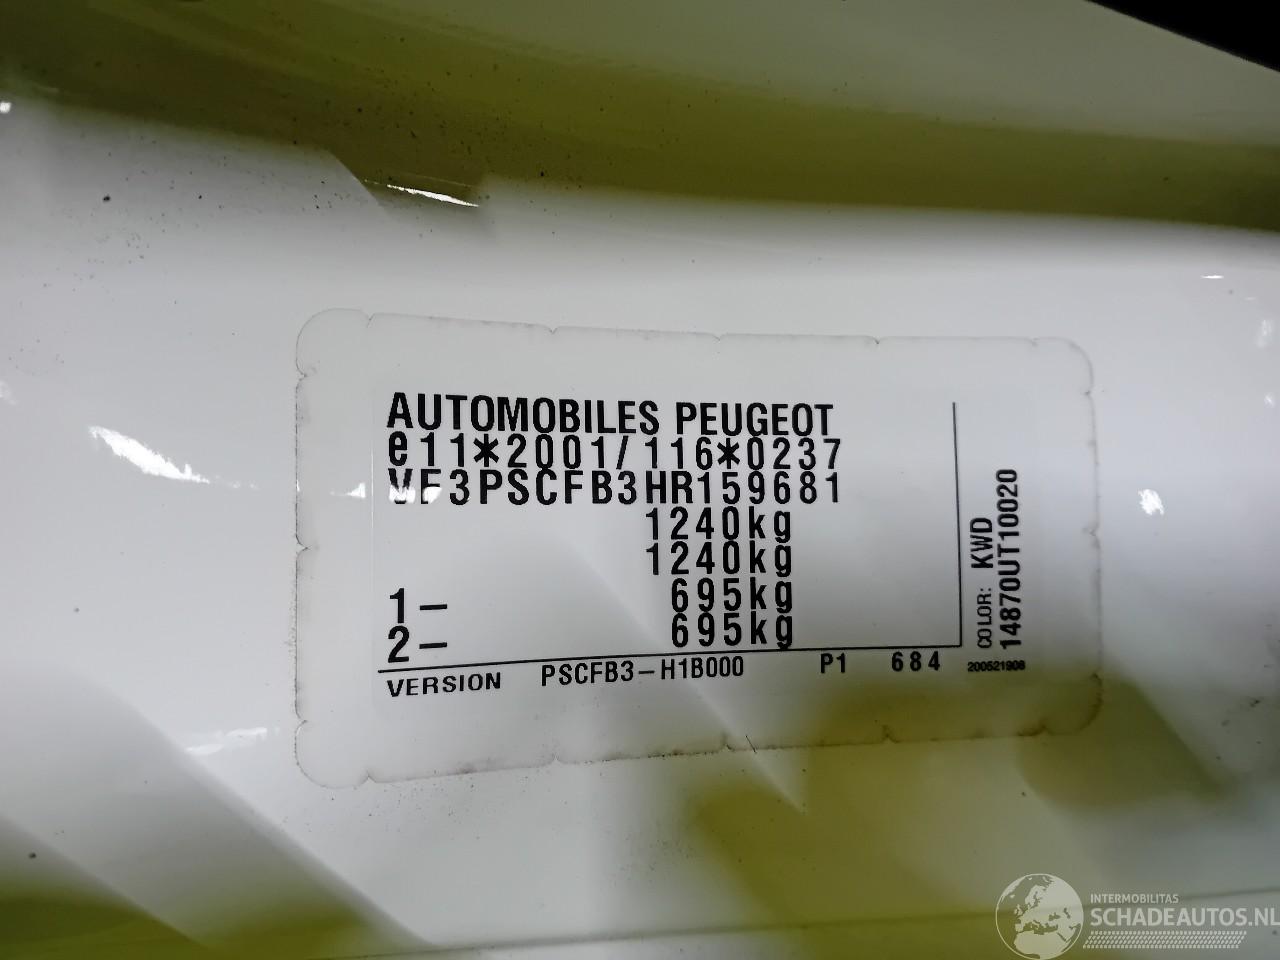 AUTOMOBILES PEUGEOT
e11*2001/116*0237
VF3PSCFB3HR159681
1240kg
1240kg
1- 695kg
2- 695kg
VERSION PSCFB3-H1B000 P1 684
COLOR: KWD
14870UT10020
200521908
INTERMOBILITAS
SCHADEAUTOS.NL